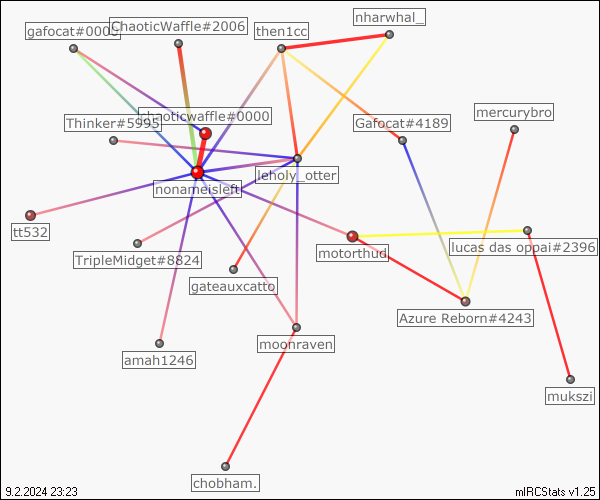 nharwhal_
gafocat#000
ChaoticWaffle#2006
then1cc
mercurybro
chaoticwaffle#0000
Thinker#5995
Gafocat#4189
leholy_otter
nonameisleft
tt532
lucas das oppai#2396
motorthud
TripleMidget#8824
gateauxcatto
Azure Reborn#4243
moonraven
amah1246
mukszi
chobham.
9.2.2024 23:23
mIRCStats v1.25